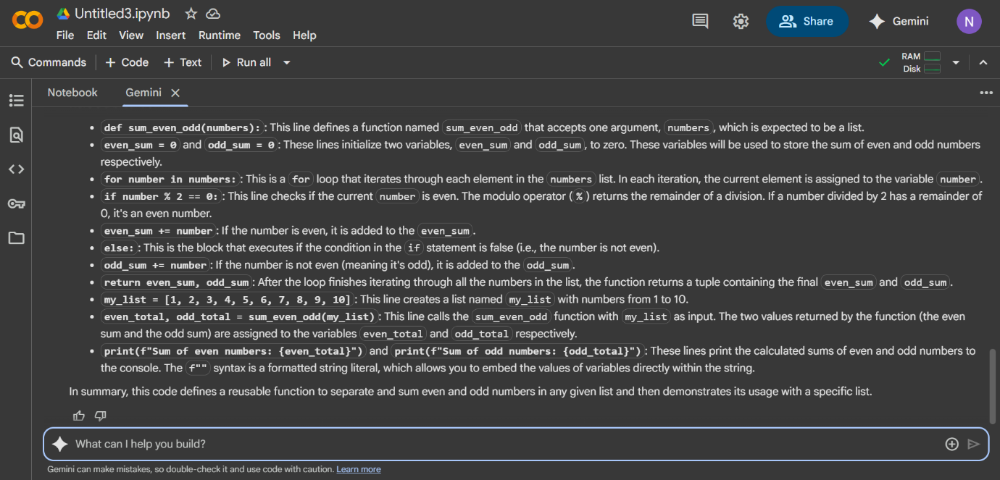 Untitled3.ipynb
File Edit View Insert Runtime Tools Help
Share
Gemini
N
Commands + Code + Text Run all
RAM
Disk
Notebook Gemini
def sum_even_odd(numbers): : This line defines a function named sum_even_odd that accepts one argument, numbers , which is expected to be a list.
even_sum = 0 and odd_sum = 0 : These lines initialize two variables, even_sum and odd_sum , to zero. These variables will be used to store the sum of even and odd numbers
respectively.
for number in numbers: : This is a for loop that iterates through each element in the numbers list. In each iteration, the current element is assigned to the variable number .
if number % 2 == 0: : This line checks if the current number is even. The modulo operator ( % ) returns the remainder of a division. If a number divided by 2 has a remainder of
0, it's an even number.
even_sum += number : If the number is even, it is added to the even_sum .
else: : This is the block that executes if the condition in the if statement is false (i.e., the number is not even).
odd_sum += number : If the number is not even (meaning it's odd), it is added to the odd_sum .
return even_sum, odd_sum : After the loop finishes iterating through all the numbers in the list, the function returns a tuple containing the final even_sum and odd_sum .
my_list = [1, 2, 3, 4, 5, 6, 7, 8, 9, 10] : This line creates a list named my_list with numbers from 1 to 10.
even_total, odd_total = sum_even_odd(my_list) : This line calls the sum_even_odd function with my_list as input. The two values returned by the function (the even
sum and the odd sum) are assigned to the variables even_total and odd_total respectively.
print(f"Sum of even numbers: {even_total}") and print(f"Sum of odd numbers: {odd_total}") : These lines print the calculated sums of even and odd numbers to
the console. The f"" syntax is a formatted string literal, which allows you to embed the values of variables directly within the string.
In summary, this code defines a reusable function to separate and sum even and odd numbers in any given list and then demonstrates its usage with a specific list.
What can I help you build?
Gemini can make mistakes, so double-check it and use code with caution. Learn more